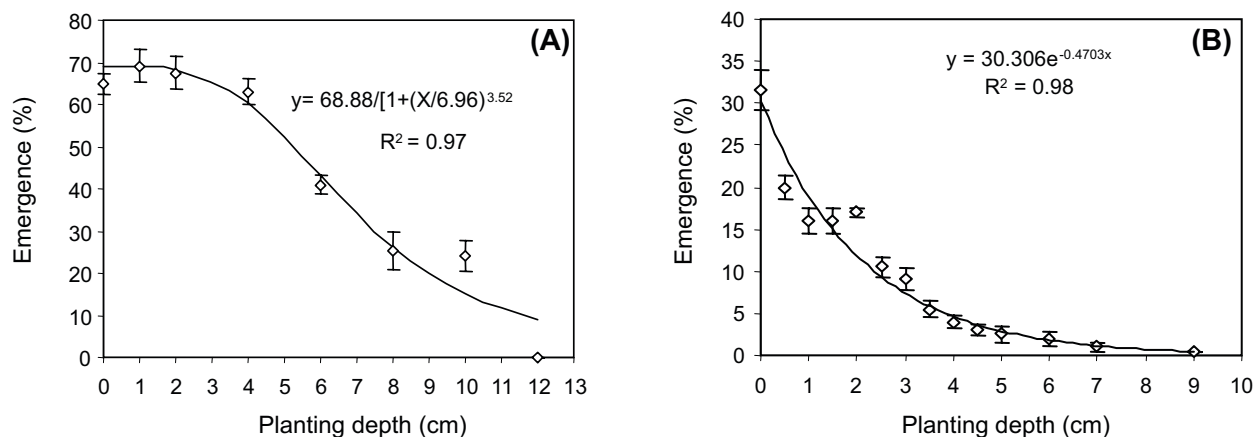 (A)
80
70
60
50
40
30
20
10
0
Emergence (%)
y= 68.88/[1+(X/6.96)^3.52
R² = 0.97
0 1 2 3 4 5 6 7 8 9 10 11 12 13
Planting depth (cm)
(B)
40
35
30
25
20
15
10
5
0
Emergence (%)
y = 30.306e^-0.4703x
R² = 0.98
0 1 2 3 4 5 6 7 8 9 10
Planting depth (cm)